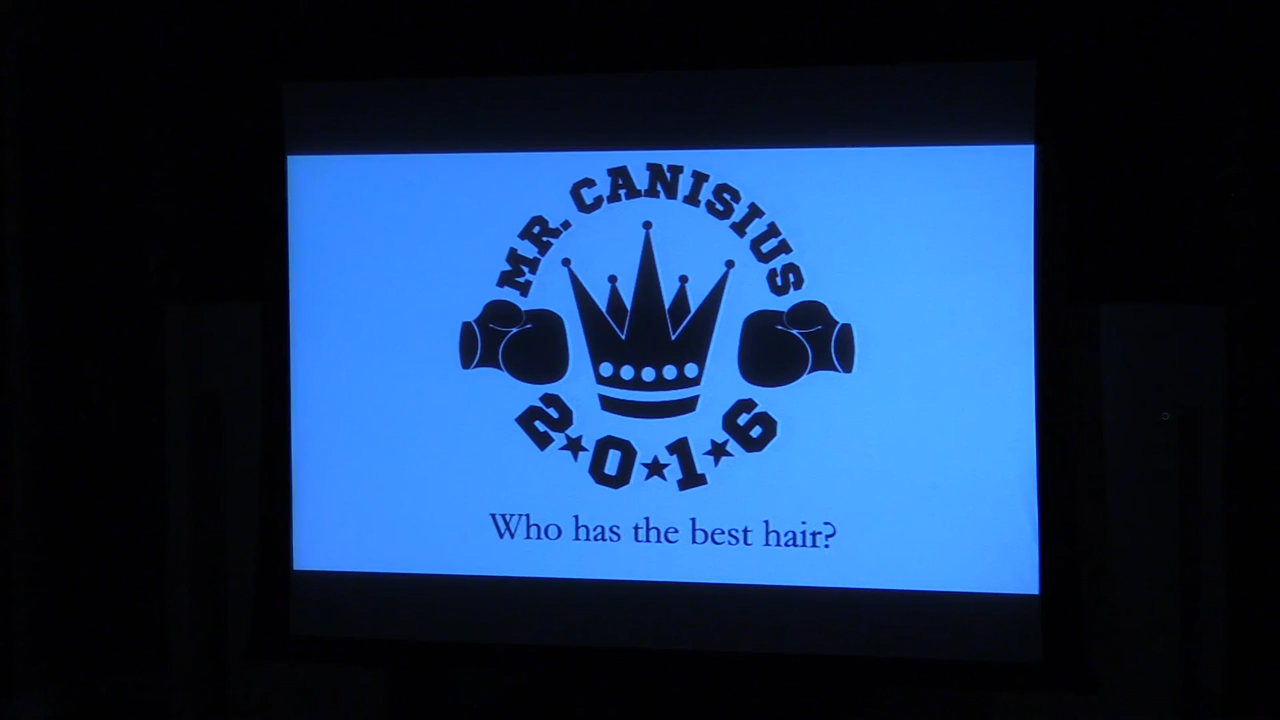 MR. CANISIUS
2★0★1★6
Who has the best hair?